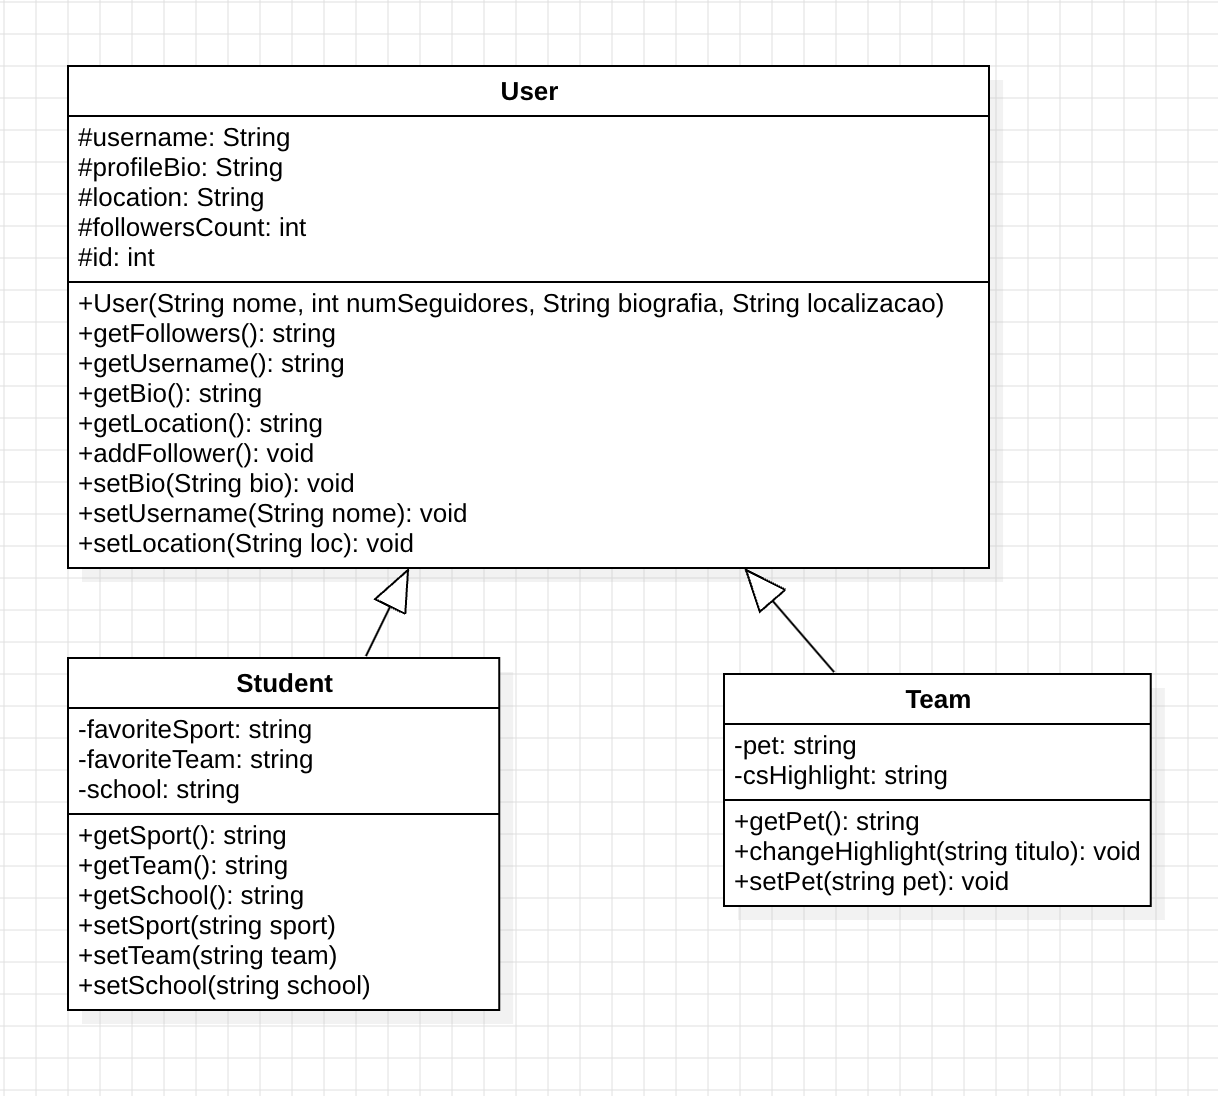 User
#username: String
#profileBio: String
#location: String
#followersCount: int
#id: int
+User(String nome, int numSeguidores, String biografia, String localizacao)
+getFollowers(): string
+getUsername(): string
+getBio(): string
+getLocation(): string
+addFollower(): void
+setBio(String bio): void
+setUsername(String nome): void
+setLocation(String loc): void
Student
-favoriteSport: string
-favoriteTeam: string
-school: string
+getSport(): string
+getTeam(): string
+getSchool(): string
+setSport(string sport)
+setTeam(string team)
+setSchool(string school)
Team
-pet: string
-csHighlight: string
+getPet(): string
+changeHighlight(string titulo): void
+setPet(string pet): void